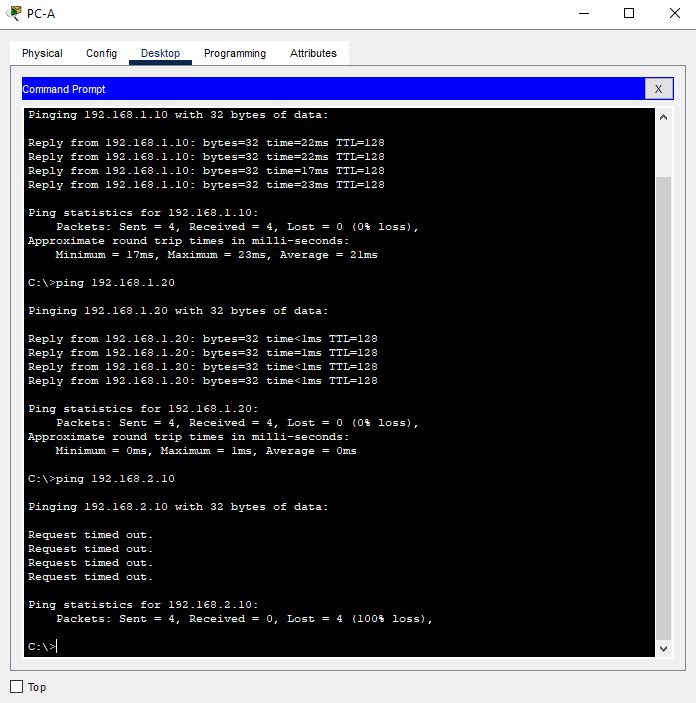 PC-A
Physical Config Desktop Programming Attributes
Command Prompt X
Pinging 192.168.1.10 with 32 bytes of data:
Reply from 192.168.1.10: bytes=32 time=22ms TTL=128
Reply from 192.168.1.10: bytes=32 time=22ms TTL=128
Reply from 192.168.1.10: bytes=32 time=17ms TTL=128
Reply from 192.168.1.10: bytes=32 time=23ms TTL=128
Ping statistics for 192.168.1.10:
    Packets: Sent = 4, Received = 4, Lost = 0 (0% loss),
Approximate round trip times in milli-seconds:
    Minimum = 17ms, Maximum = 23ms, Average = 21ms
C:\>ping 192.168.1.20
Pinging 192.168.1.20 with 32 bytes of data:
Reply from 192.168.1.20: bytes=32 time<1ms TTL=128
Reply from 192.168.1.20: bytes=32 time=1ms TTL=128
Reply from 192.168.1.20: bytes=32 time<1ms TTL=128
Reply from 192.168.1.20: bytes=32 time<1ms TTL=128
Ping statistics for 192.168.1.20:
    Packets: Sent = 4, Received = 4, Lost = 0 (0% loss),
Approximate round trip times in milli-seconds:
    Minimum = 0ms, Maximum = 1ms, Average = 0ms
C:\>ping 192.168.2.10
Pinging 192.168.2.10 with 32 bytes of data:
Request timed out.
Request timed out.
Request timed out.
Request timed out.
Ping statistics for 192.168.2.10:
    Packets: Sent = 4, Received = 0, Lost = 4 (100% loss),
C:\>
Top